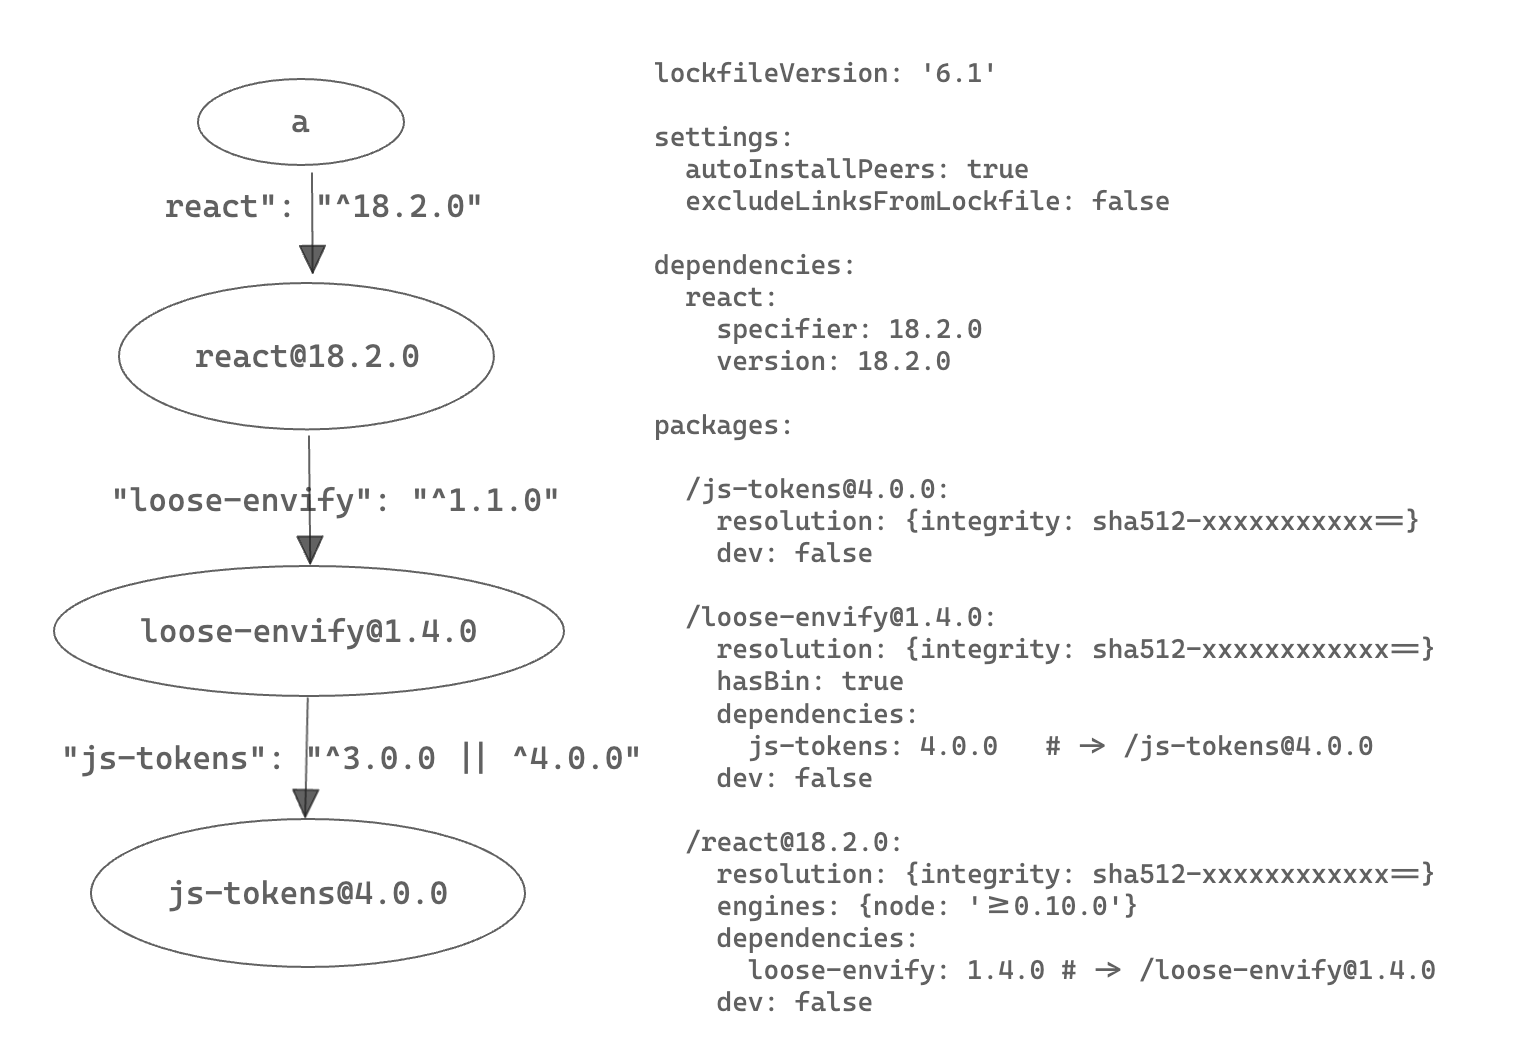 a
react": "^18.2.0"
react@18.2.0
"loose-envify": "^1.1.0"
loose-envify@1.4.0
"js-tokens": "^3.0.0 || ^4.0.0"
js-tokens@4.0.0
lockfileVersion: '6.1'
settings:
autoInstallPeers: true
excludeLinksFromLockfile: false
dependencies:
react:
specifier: 18.2.0
version: 18.2.0
packages:
/js-tokens@4.0.0:
resolution: {integrity: sha512-xxxxxxxxxxx==}
dev: false
/loose-envify@1.4.0:
resolution: {integrity: sha512-xxxxxxxxxxxx==}
hasBin: true
dependencies:
js-tokens: 4.0.0 # -> /js-tokens@4.0.0
dev: false
/react@18.2.0:
resolution: {integrity: sha512-xxxxxxxxxxxx==}
engines: {node: '>=0.10.0'}
dependencies:
loose-envify: 1.4.0 # -> /loose-envify@1.4.0
dev: false